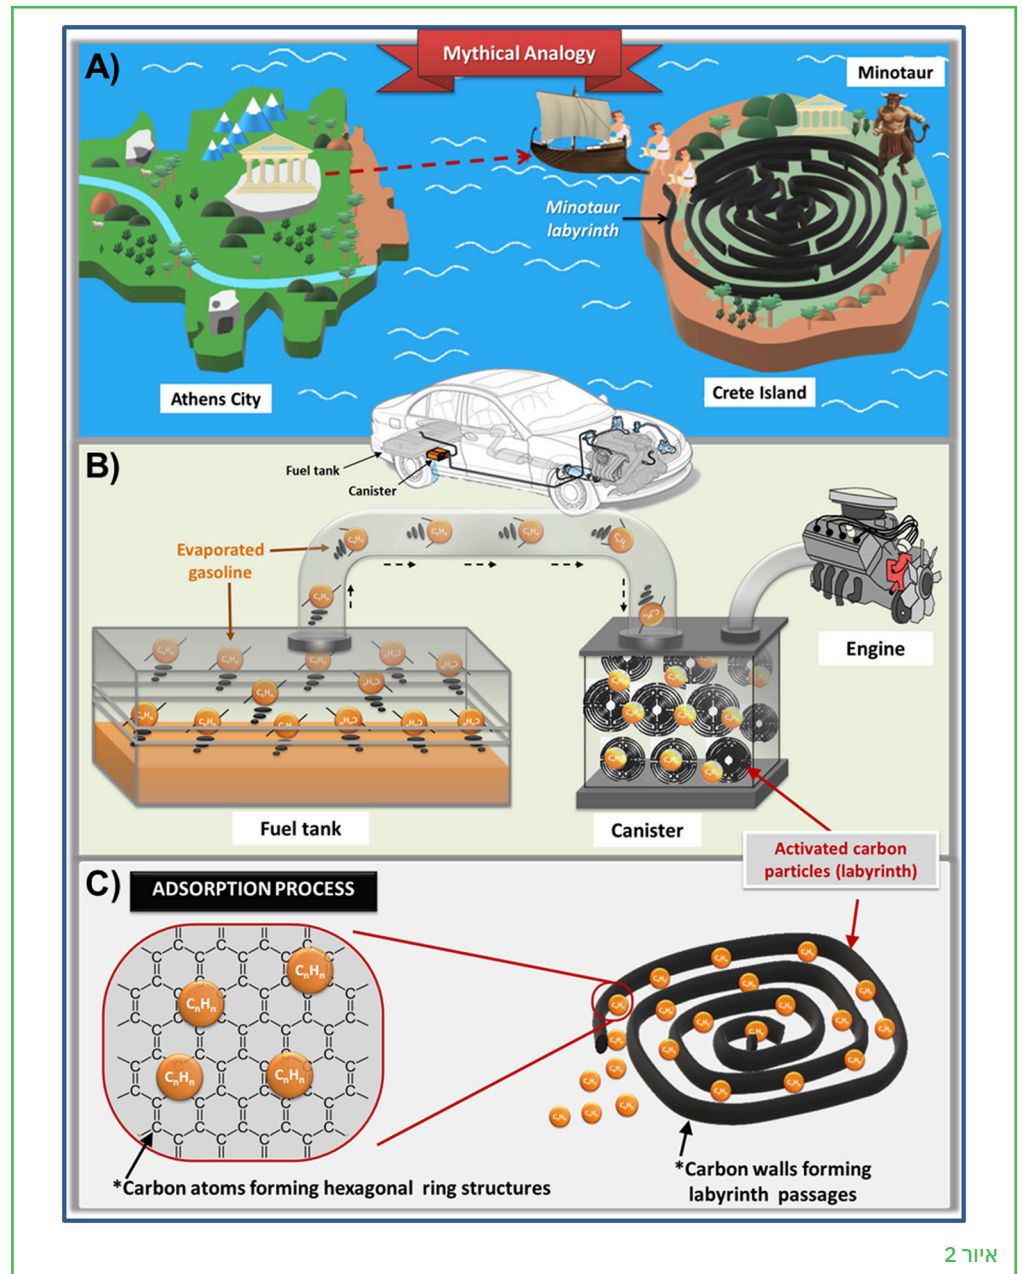 A)
Mythical Analogy
Minotaur
Minotaur
labyrinth
Athens City
Crete Island
B)
Fuel tank
Canister
Evaporated
gasoline
Engine
Fuel tank
Canister
Activated carbon
particles (labyrinth)
C)
ADSORPTION PROCESS
CnHn
CnHn
CnHn
CnHn
*Carbon atoms forming hexagonal ring structures
*Carbon walls forming
labyrinth passages
איור 2